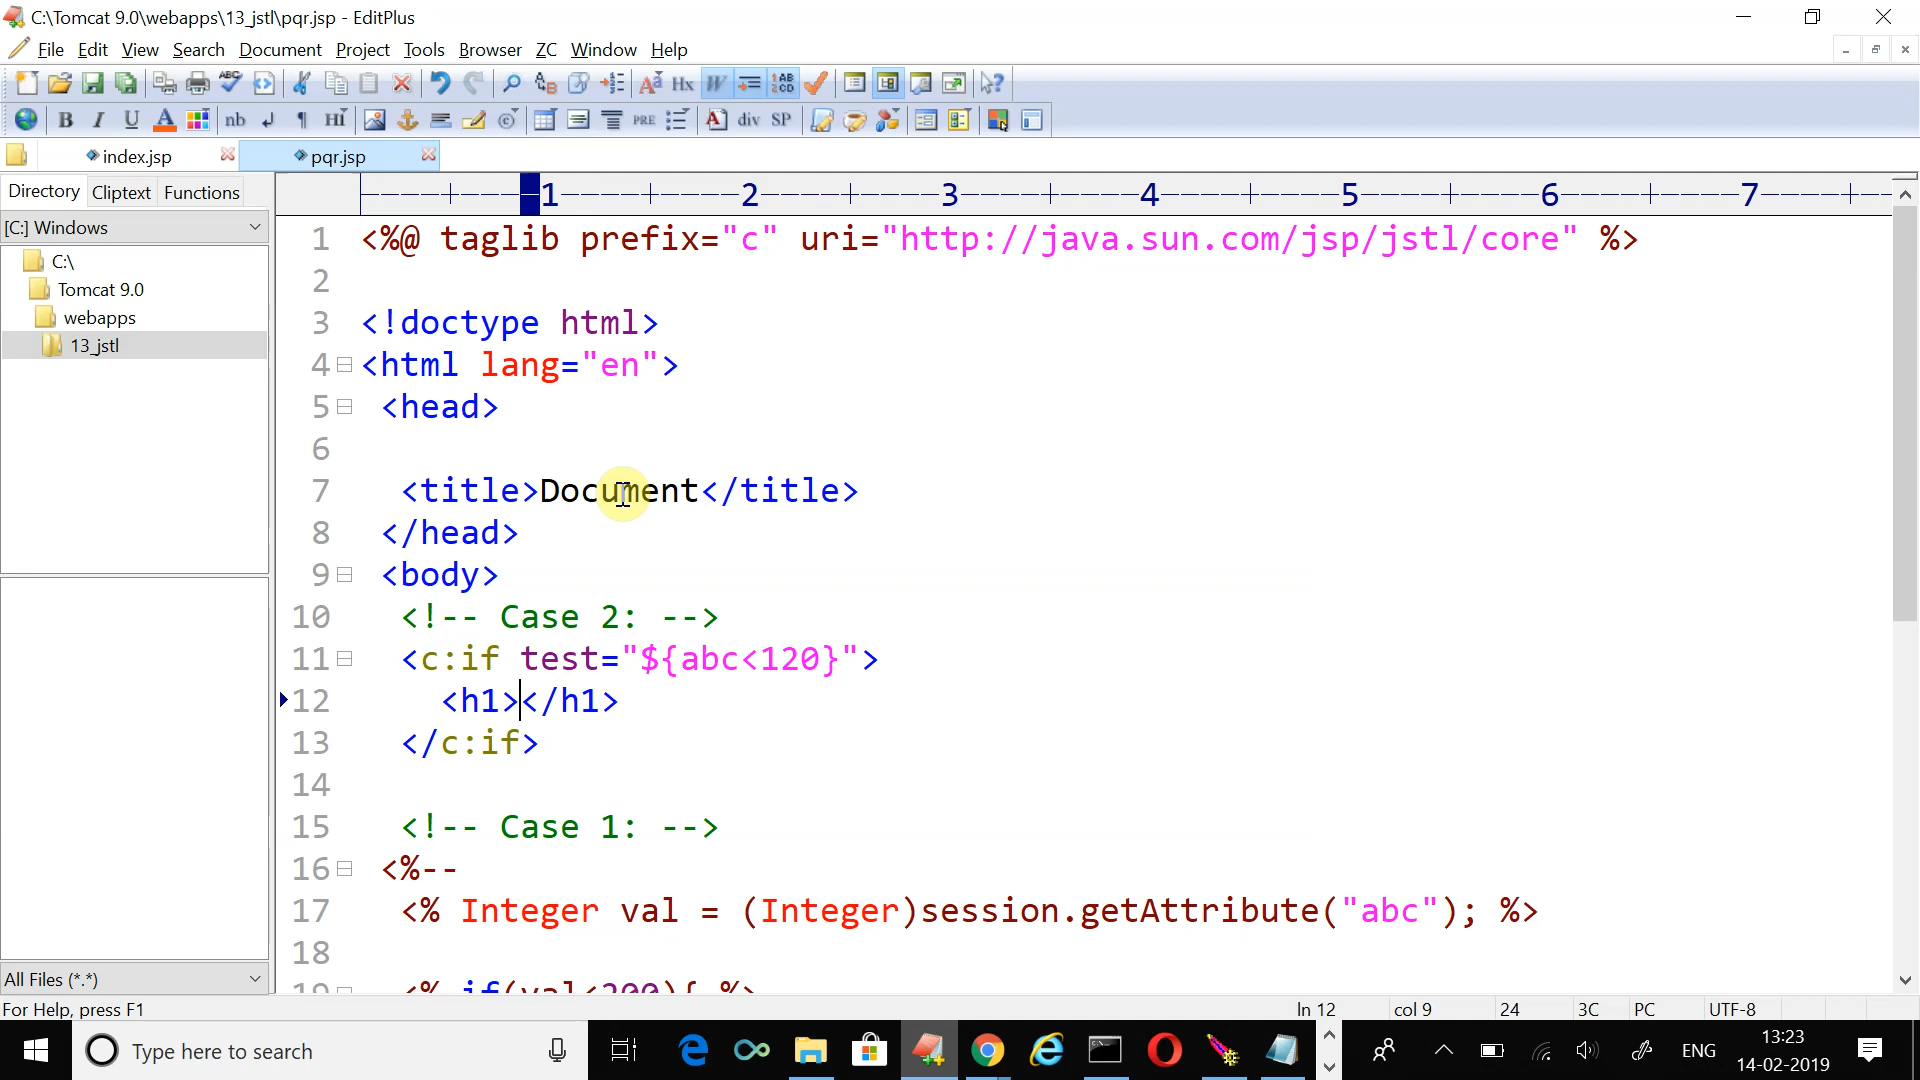 C:\Tomcat 9.0\webapps\13_jstl\pqr.jsp - EditPlus
File Edit View Search Document Project Tools Browser ZC Window Help
index.jsp pqr.jsp
Directory Cliptext Functions
[C:] Windows
C:\
Tomcat 9.0
webapps
13_jstl
All Files (*.*)
1 <%@ taglib prefix="c" uri="http://java.sun.com/jsp/jstl/core" %>
2
3 <!doctype html>
4 <html lang="en">
5 <head>
6
7 <title>Document</title>
8 </head>
9 <body>
10 <!-- Case 2: -->
11 <c:if test="${abc<120}">
12 <h1></h1>
13 </c:if>
14
15 <!-- Case 1: -->
16 <%--
17 <% Integer val = (Integer)session.getAttribute("abc"); %>
18
19 <% if(val<200){ %>
For Help, press F1 ln 12 col 9 24 3C PC UTF-8
Type here to search
ENG 13:23
14-02-2019